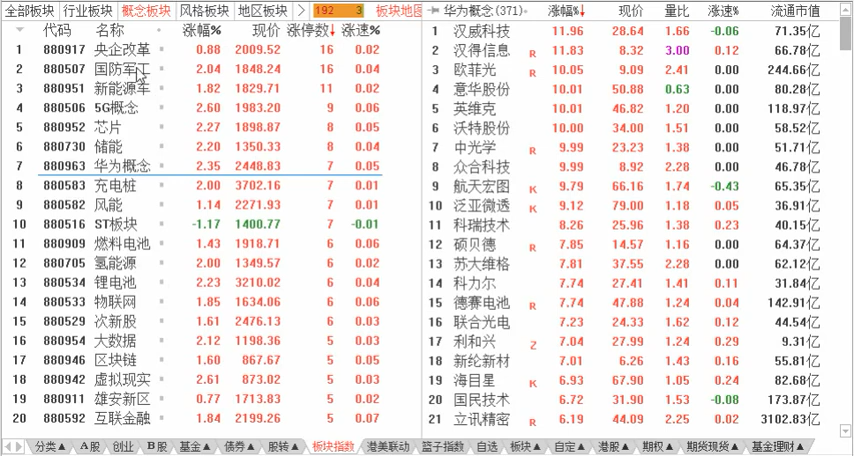 全部板块 行业板块 概念板块 风格板块 地区板块 192 3 板块地图
代码 名称 涨幅% 现价 涨停数↓ 涨速%
1 880917 央企改革 0.88 2009.52 16 0.02
2 880507 国防军工 2.04 1848.24 16 0.04
3 880951 新能源车 1.82 1829.71 11 0.02
4 880506 5G概念 2.60 1983.20 9 0.06
5 880952 芯片 2.27 1898.87 8 0.05
6 880730 储能 2.20 1350.33 8 0.04
7 880963 华为概念 2.35 2448.83 7 0.05
8 880583 充电桩 2.00 3702.16 7 0.01
9 880582 风能 1.14 2271.93 7 0.01
10 880516 ST板块 -1.17 1400.77 7 -0.01
11 880909 燃料电池 1.43 1918.71 6 0.06
12 880705 氢能源 2.00 1349.57 6 0.02
13 880534 锂电池 2.23 3210.02 6 0.04
14 880533 物联网 1.85 1634.06 6 0.06
15 880529 次新股 1.61 2476.13 6 0.03
16 880954 大数据 2.12 1198.36 5 0.03
17 880946 区块链 1.60 867.67 5 0.05
18 880942 虚拟现实 2.61 873.02 5 0.03
19 880911 雄安新区 0.77 1713.83 5 0.02
20 880592 互联金融 1.84 2199.26 5 0.07
华为概念(371) 涨幅%↓ 现价 量比 涨速% 流通市值
1 汉威科技 11.96 28.64 1.66 -0.06 71.35亿
2 汉得信息 R 11.83 8.32 3.00 0.12 66.78亿
3 欧菲光 R 10.05 9.09 2.41 0.00 244.66亿
4 意华股份 10.01 50.88 0.63 0.00 80.28亿
5 英维克 10.01 46.82 1.20 0.00 118.97亿
6 沃特股份 10.00 34.00 1.51 0.00 58.52亿
7 中光学 R 9.99 23.23 1.38 0.00 51.71亿
8 众合科技 9.99 8.92 2.28 0.00 46.78亿
9 航天宏图 K 9.79 66.16 1.74 -0.43 65.35亿
10 泛亚微透 K 9.12 79.00 1.18 0.05 36.91亿
11 科瑞技术 8.26 25.96 1.38 0.23 40.15亿
12 硕贝德 R 7.85 14.57 1.16 0.00 64.37亿
13 苏大维格 7.81 37.55 2.28 0.00 62.12亿
14 科力尔 7.74 27.41 1.41 0.11 31.84亿
15 德赛电池 R 7.74 47.88 1.24 0.04 142.91亿
16 联合光电 7.23 24.33 1.62 0.12 44.54亿
17 利和兴 Z 7.04 27.99 1.24 0.29 9.31亿
18 新纶新材 7.01 6.26 1.43 0.16 55.81亿
19 海目星 K 6.93 67.90 1.05 0.24 82.68亿
20 国民技术 6.72 31.90 1.53 -0.08 173.87亿
21 立讯精密 R 6.19 44.09 2.25 0.02 3102.83亿
分类▲ A股 创业 B股 基金▲ 债券▲ 股转▲ 板块指数 港美联动 篮子指数 自选 板块▲ 自定▲ 港股▲ 期权▲ 期货现货▲ 基金理财▲